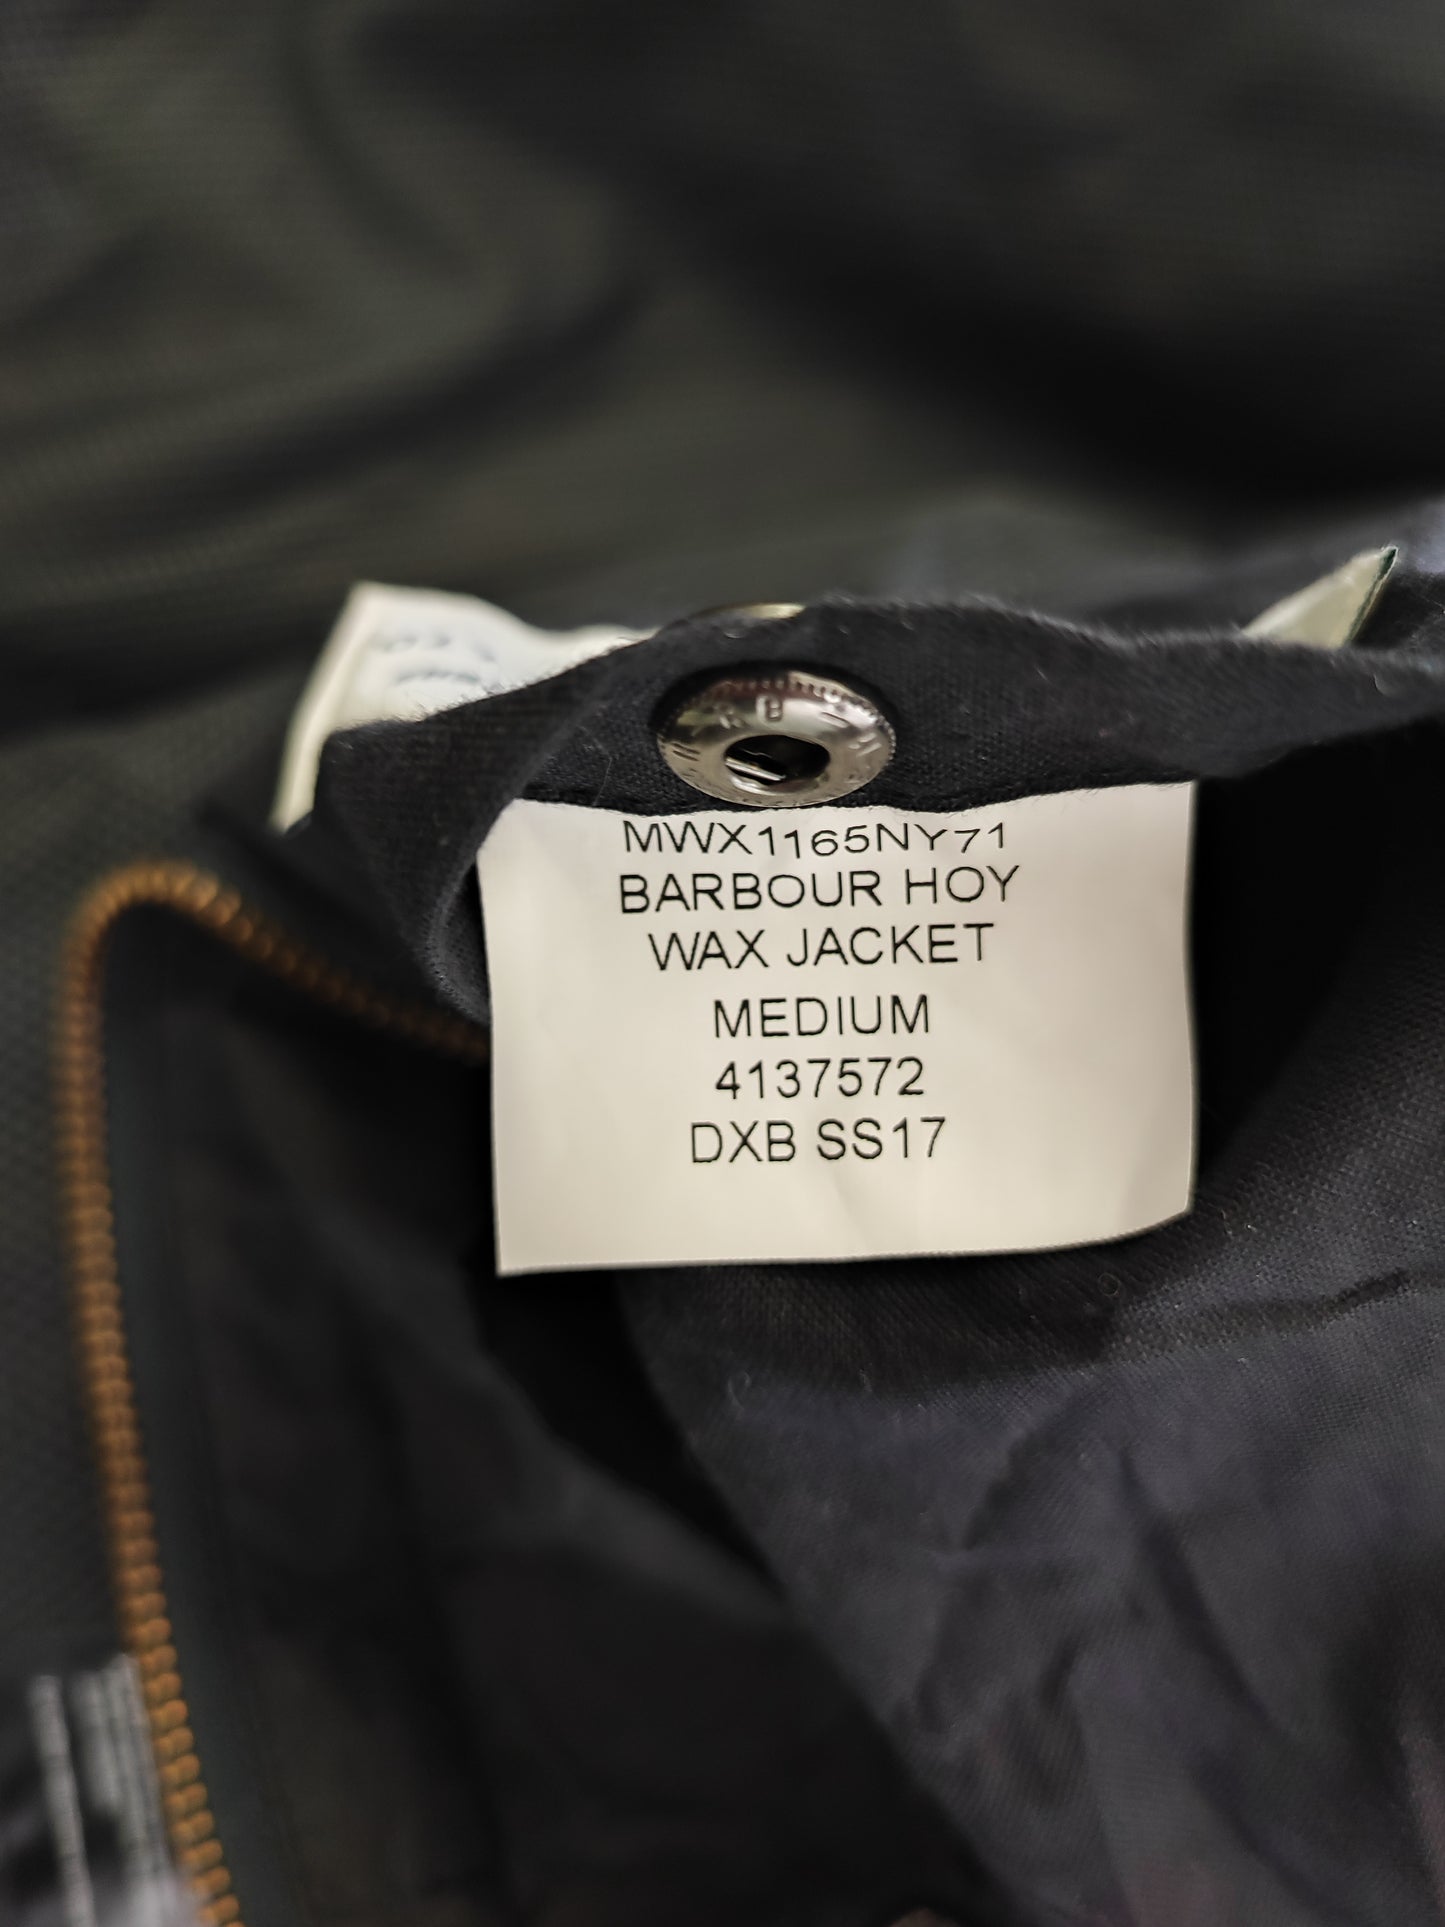 MWX1165NY71
BARBOUR HOY
WAX JACKET
MEDIUM
4137572
DXB SS17